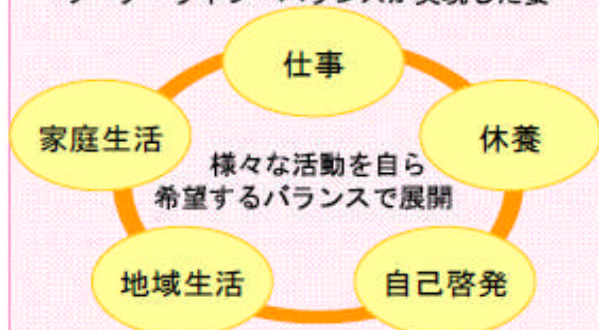 仕事
家庭生活
休養
様々な活動を自ら
希望するバランスで展開
地域生活
自己啓発